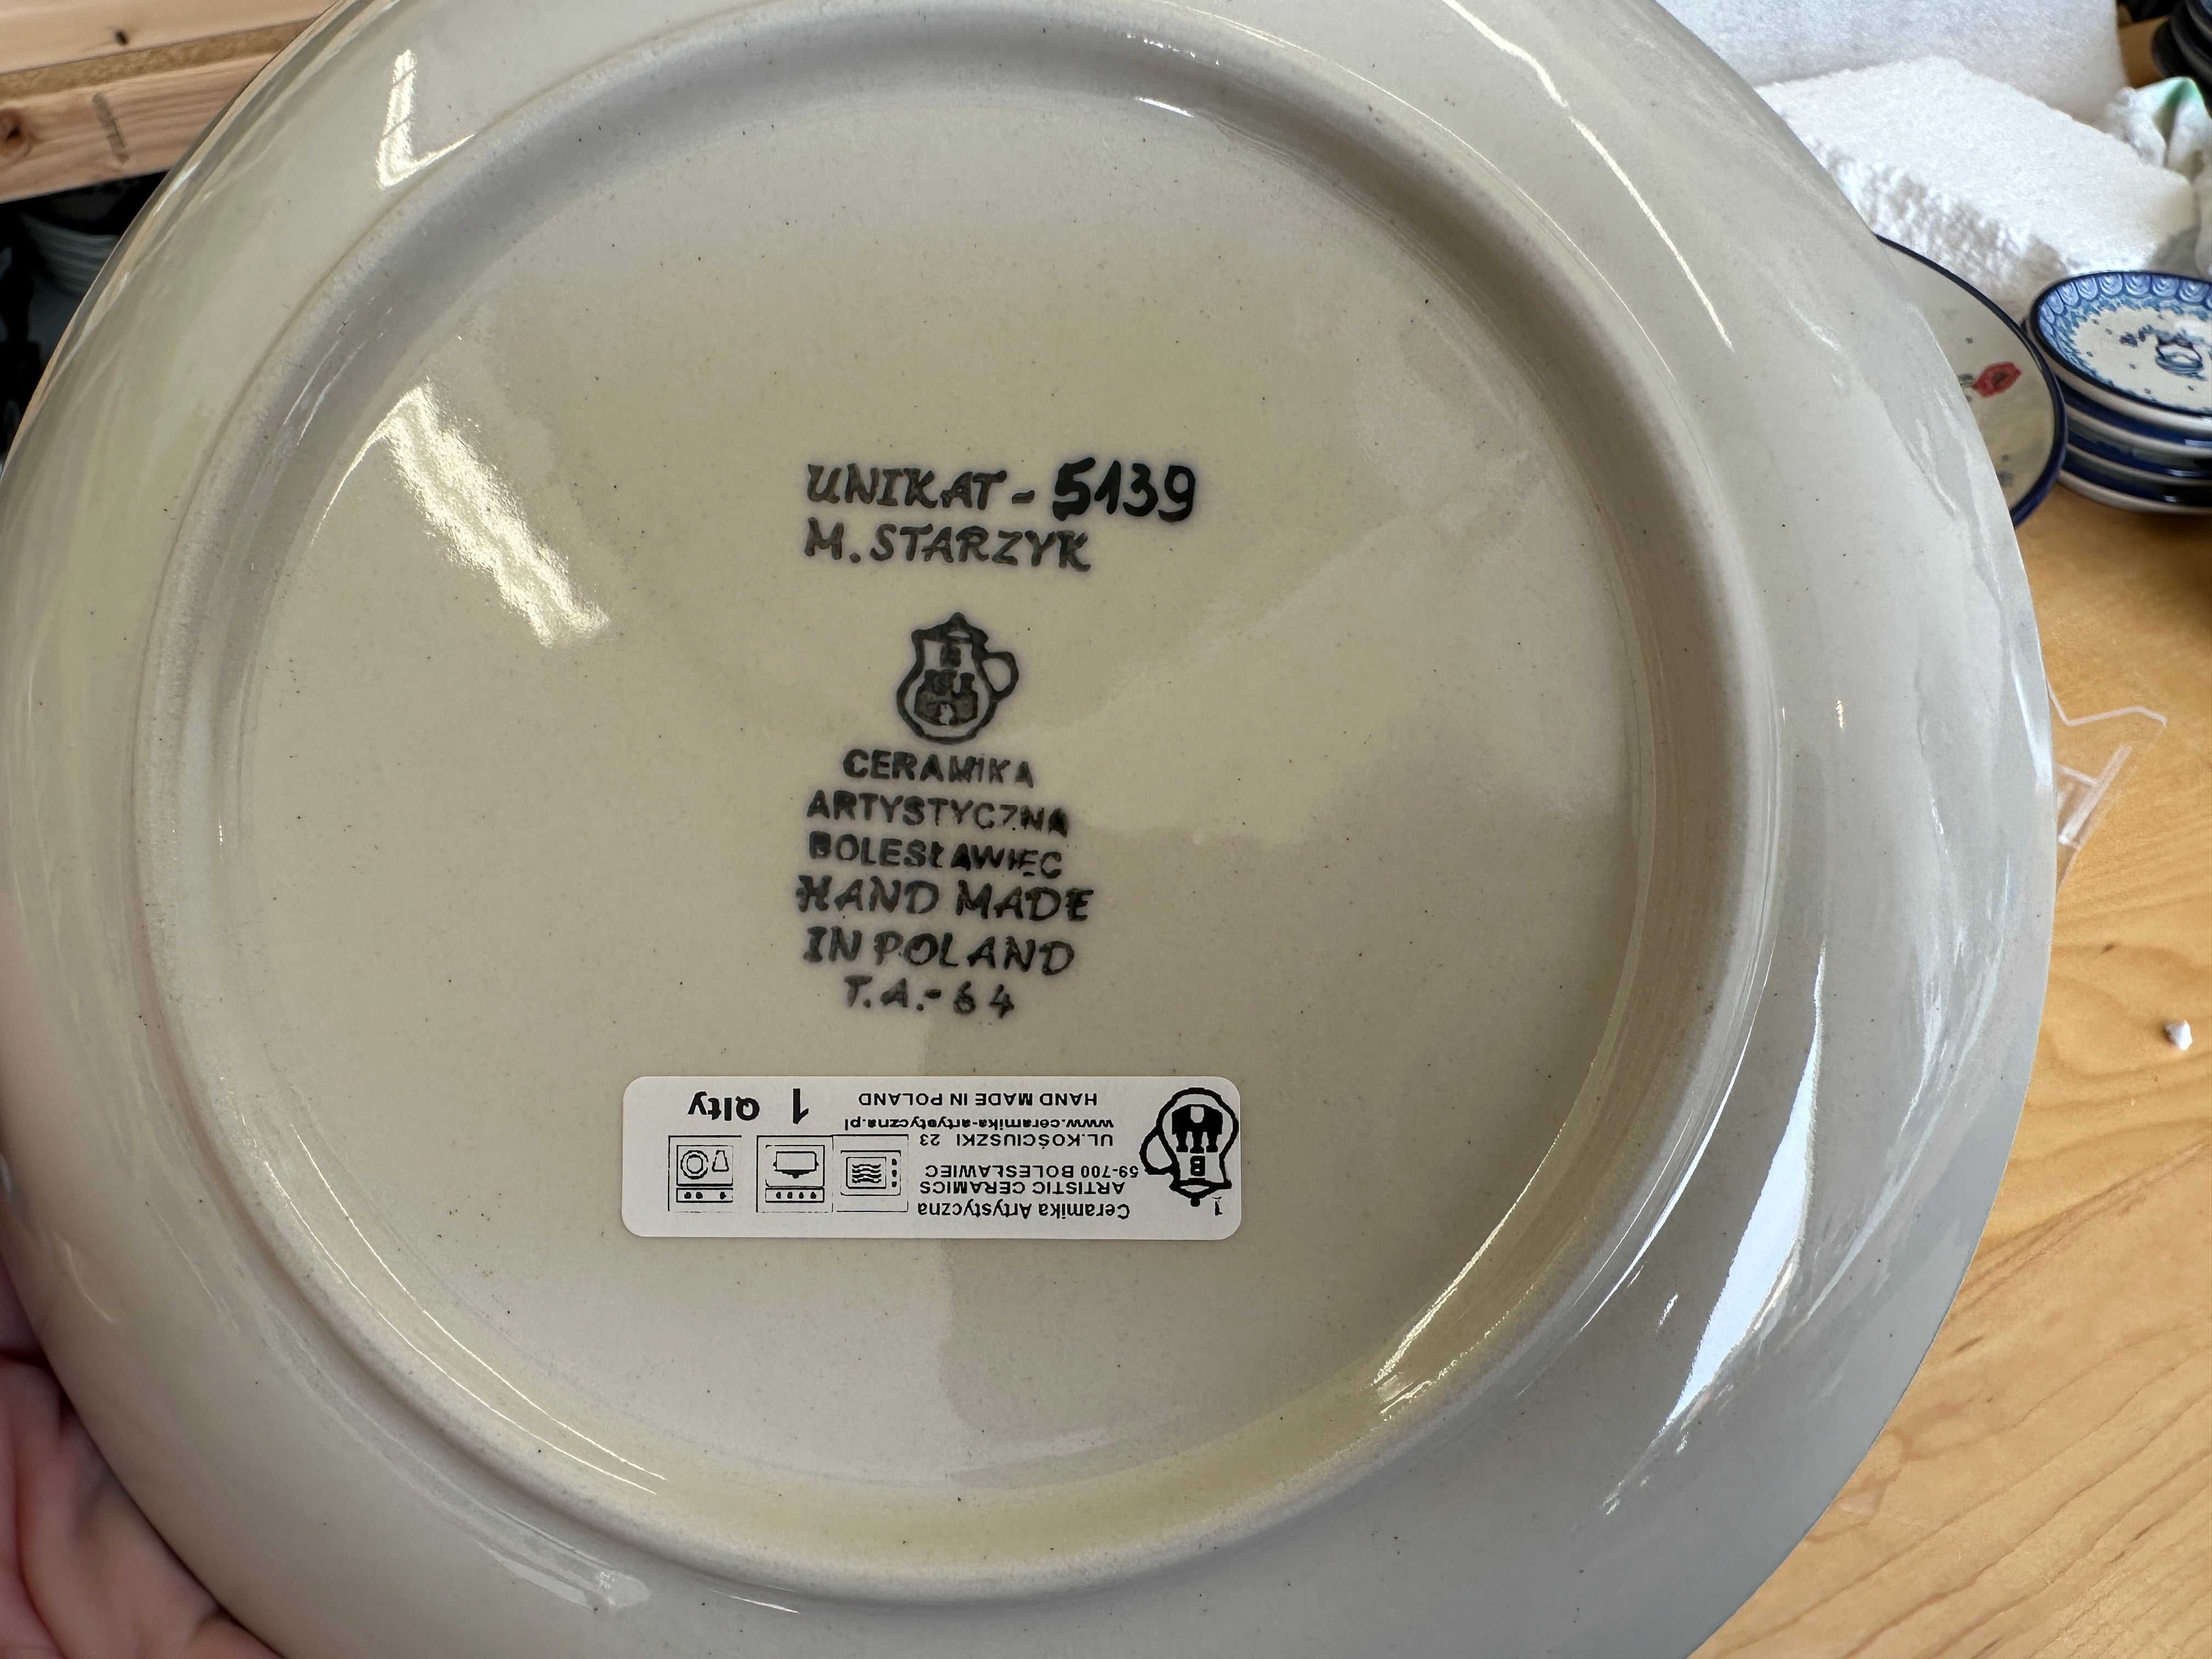 UNIKAT - 5139
M. STARZYK
CERAMIKA
ARTYSTYCZNA
BOLESŁAWIEC
HAND MADE
IN POLAND
T.A.- 64
1
B
Ceramika Artystyczna
ARTISTIC CERAMICS
59-700 BOLESŁAWIEC
UL.KOŚCIUSZKI 23
www.ceramika-artystyczna.pl
HAND MADE IN POLAND
1 Qlty